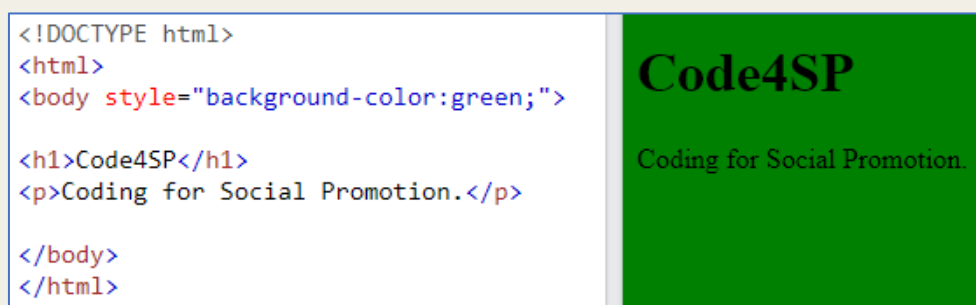 <!DOCTYPE html>
<html>
<body style="background-color:green;">
<h1>Code4SP</h1>
<p>Coding for Social Promotion.</p>
</body>
</html>
Code4SP
Coding for Social Promotion.